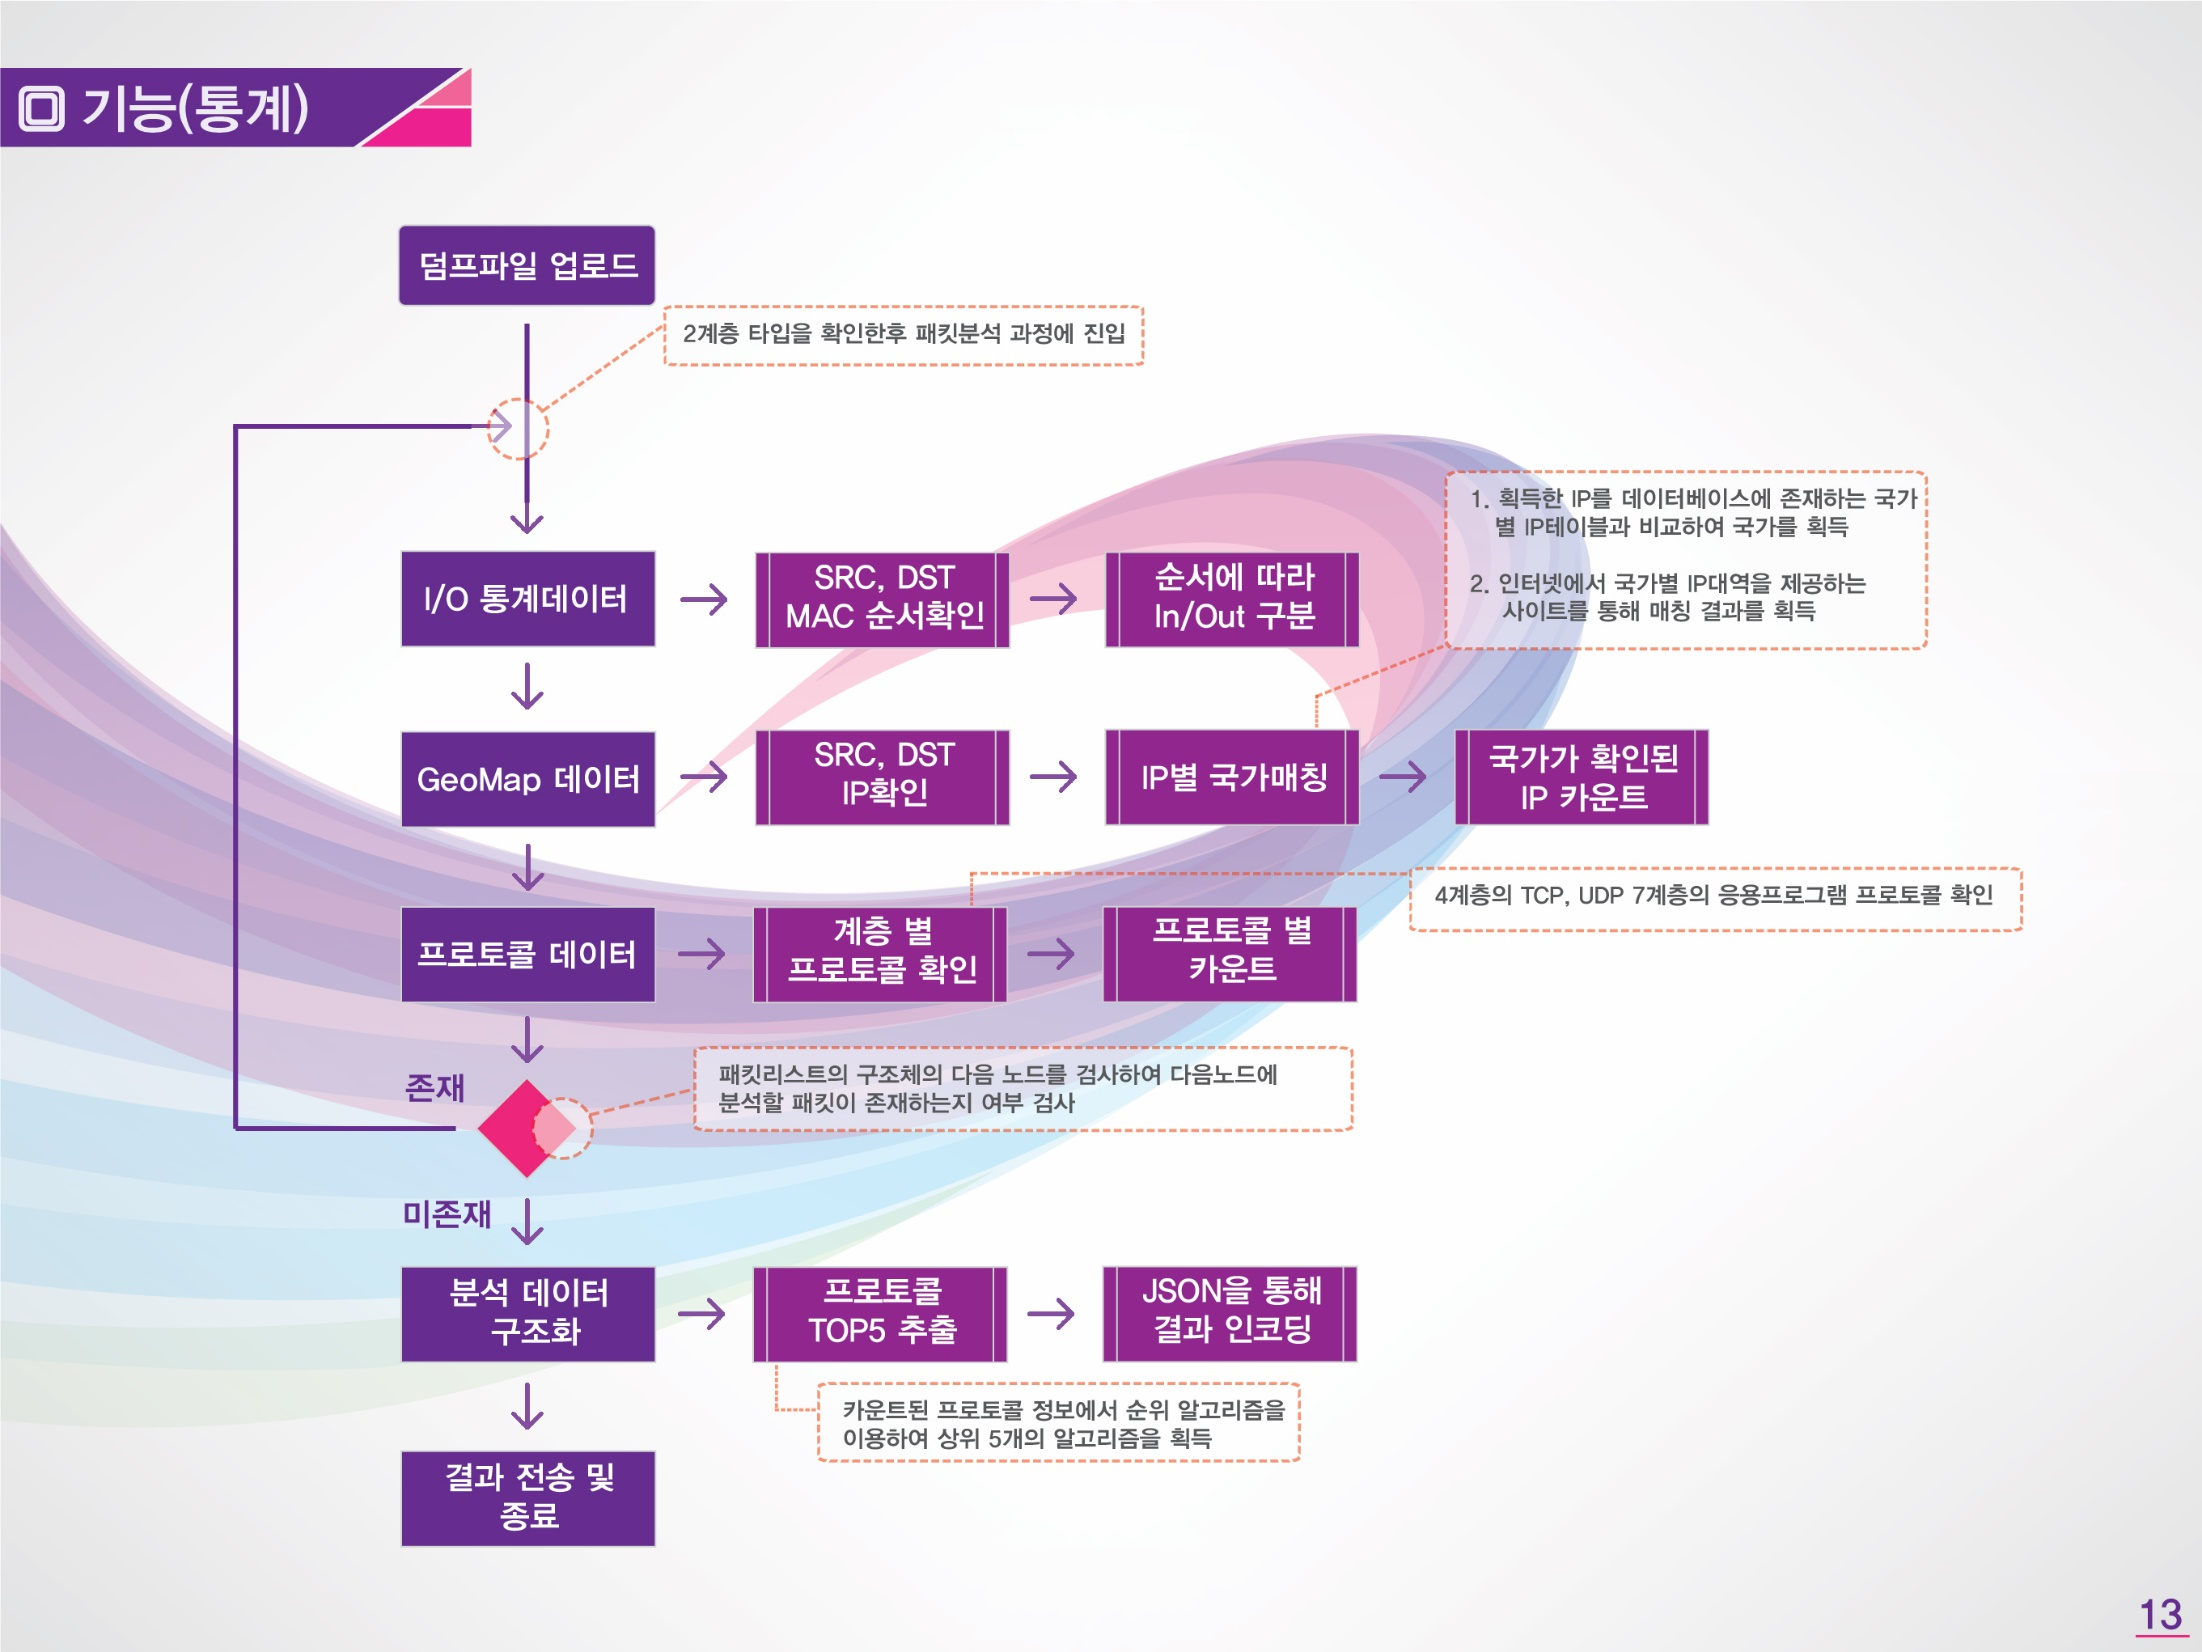 기능(통계)
덤프파일 업로드
2계층 타입을 확인한후 패킷분석 과정에 진입
1. 획득한 IP를 데이터베이스에 존재하는 국가
별 IP테이블과 비교하여 국가를 획득
2. 인터넷에서 국가별 IP대역을 제공하는
사이트를 통해 매칭 결과를 획득
I/O 통계데이터
SRC, DST
MAC 순서확인
순서에 따라
In/Out 구분
GeoMap 데이터
SRC, DST
IP확인
IP별 국가매칭
국가가 확인된
IP 카운트
4계층의 TCP, UDP 7계층의 응용프로그램 프로토콜 확인
프로토콜 데이터
계층 별
프로토콜 확인
프로토콜 별
카운트
존재
패킷리스트의 구조체의 다음 노드를 검사하여 다음노드에
분석할 패킷이 존재하는지 여부 검사
미존재
분석 데이터
구조화
프로토콜
TOP5 추출
JSON을 통해
결과 인코딩
카운트된 프로토콜 정보에서 순위 알고리즘을
이용하여 상위 5개의 알고리즘을 획득
결과 전송 및
종료
13